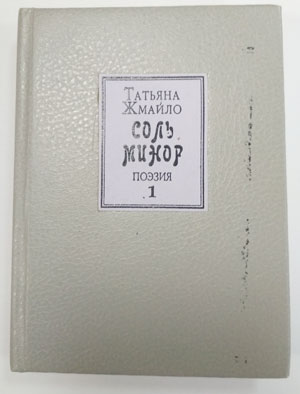 Татьяна
Жмайло
СОЛЬ
МИНОР
ПОЭЗИЯ
1